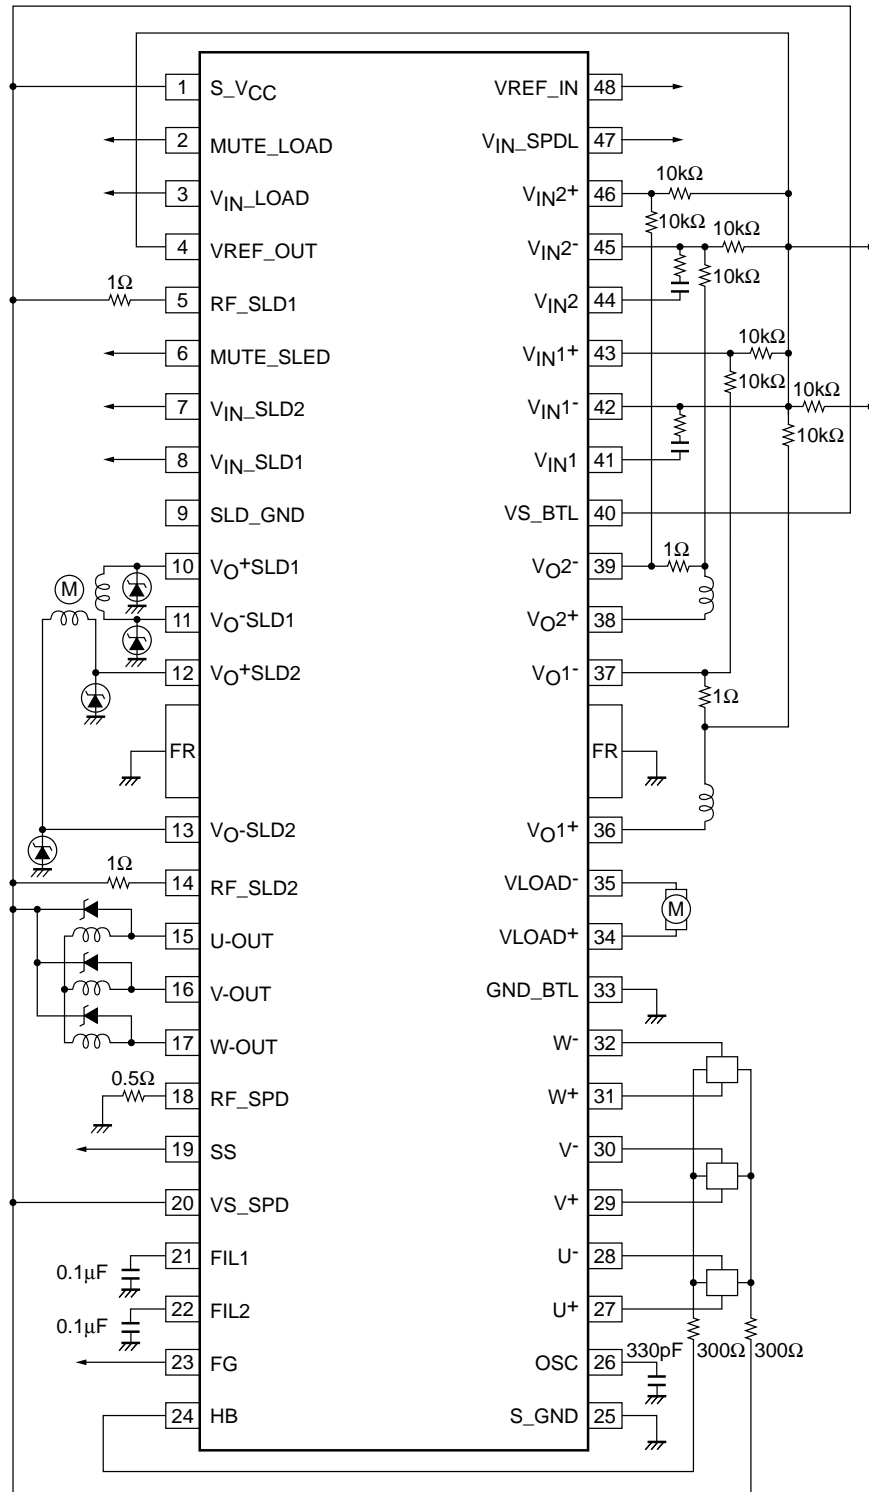 1 S_VCC
2 MUTE_LOAD
3 VIN_LOAD
4 VREF_OUT
1Ω
5 RF_SLD1
6 MUTE_SLED
7 VIN_SLD2
8 VIN_SLD1
9 SLD_GND
10 VO+SLD1
M
11 VO-SLD1
12 VO+SLD2
FR
13 VO-SLD2
1Ω
14 RF_SLD2
15 U-OUT
16 V-OUT
17 W-OUT
0.5Ω
18 RF_SPD
19 SS
20 VS_SPD
21 FIL1
0.1μF
22 FIL2
0.1μF
23 FG
24 HB
VREF_IN 48
VIN_SPDL 47
10kΩ
VIN2+ 46
10kΩ
10kΩ
VIN2- 45
10kΩ
VIN2 44
10kΩ
VIN1+ 43
10kΩ
10kΩ
VIN1- 42
10kΩ
VIN1 41
VS_BTL 40
1Ω
VO2- 39
VO2+ 38
VO1- 37
1Ω
FR
VO1+ 36
VLOAD- 35
M
VLOAD+ 34
GND_BTL 33
W- 32
W+ 31
V- 30
V+ 29
U- 28
U+ 27
330pF 300Ω 300Ω
OSC 26
S_GND 25